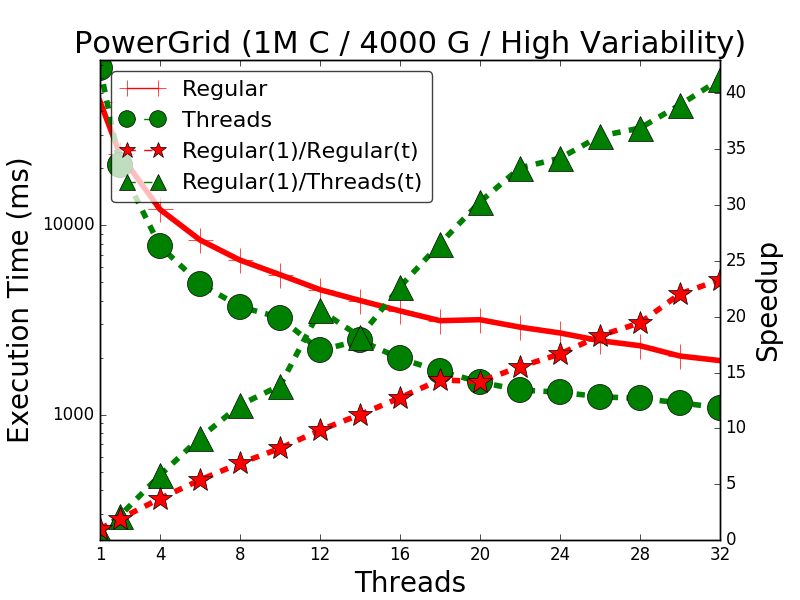 PowerGrid (1M C / 4000 G / High Variability)
Regular
Threads
Regular(1)/Regular(t)
Regular(1)/Threads(t)
Execution Time (ms)
10000
1000
Speedup
40
35
30
25
20
15
10
5
0
1 4 8 12 16 20 24 28 32
Threads